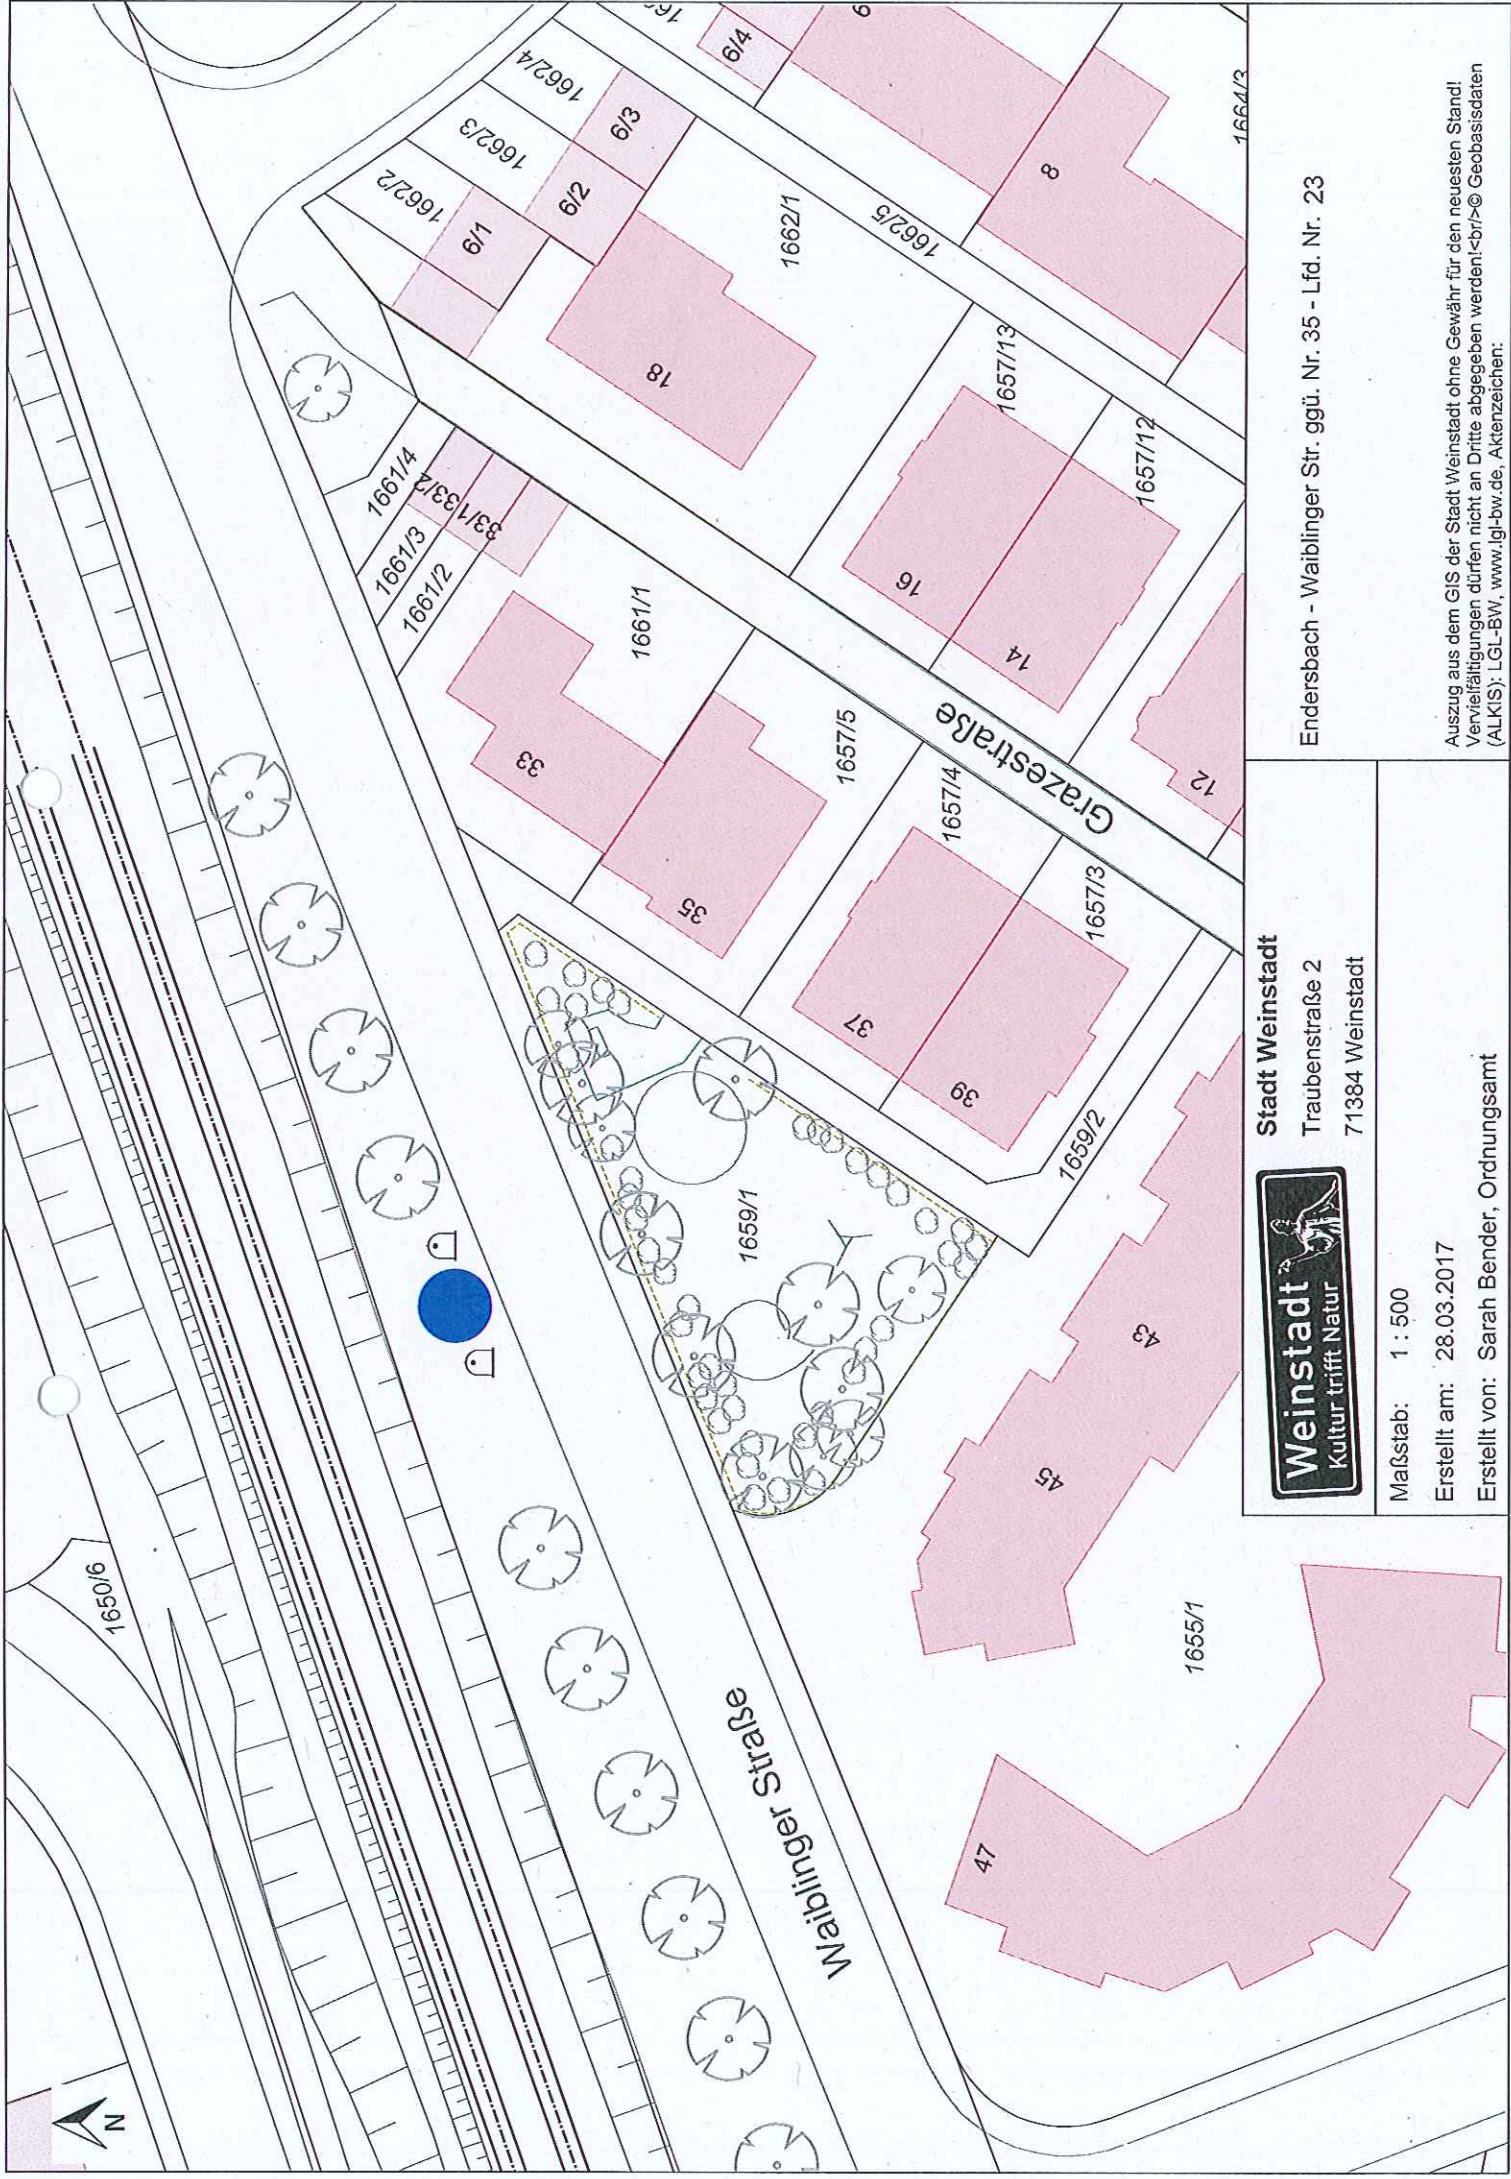 N
1650/6
Waiblinger Straße
47
1655/1
45
43
1659/1
1659/2
39
37
35
33
1657/3
1657/4
1657/5
Grazestraße
1661/1
1661/2
1661/3
1661/4
33/1
33/2
12
14
16
18
1657/12
1657/13
1662/1
1662/5
1662/2
1662/3
1662/4
6/1
6/2
6/3
6/4
8
1664/3
Weinstadt
Kultur trifft Natur
Stadt Weinstadt
Traubenstraße 2
71384 Weinstadt
Maßstab: 1 : 500
Erstellt am: 28.03.2017
Erstellt von: Sarah Bender, Ordnungsamt
Endersbach - Waiblinger Str. ggü. Nr. 35 - Lfd. Nr. 23
Auszug aus dem GIS der Stadt Weinstadt ohne Gewähr für den neuesten Stand!
Vervielfältigungen dürfen nicht an Dritte abgegeben werden!<br/>© Geobasisdaten
(ALKIS): LGL-BW, www.lgl-bw.de, Aktenzeichen: